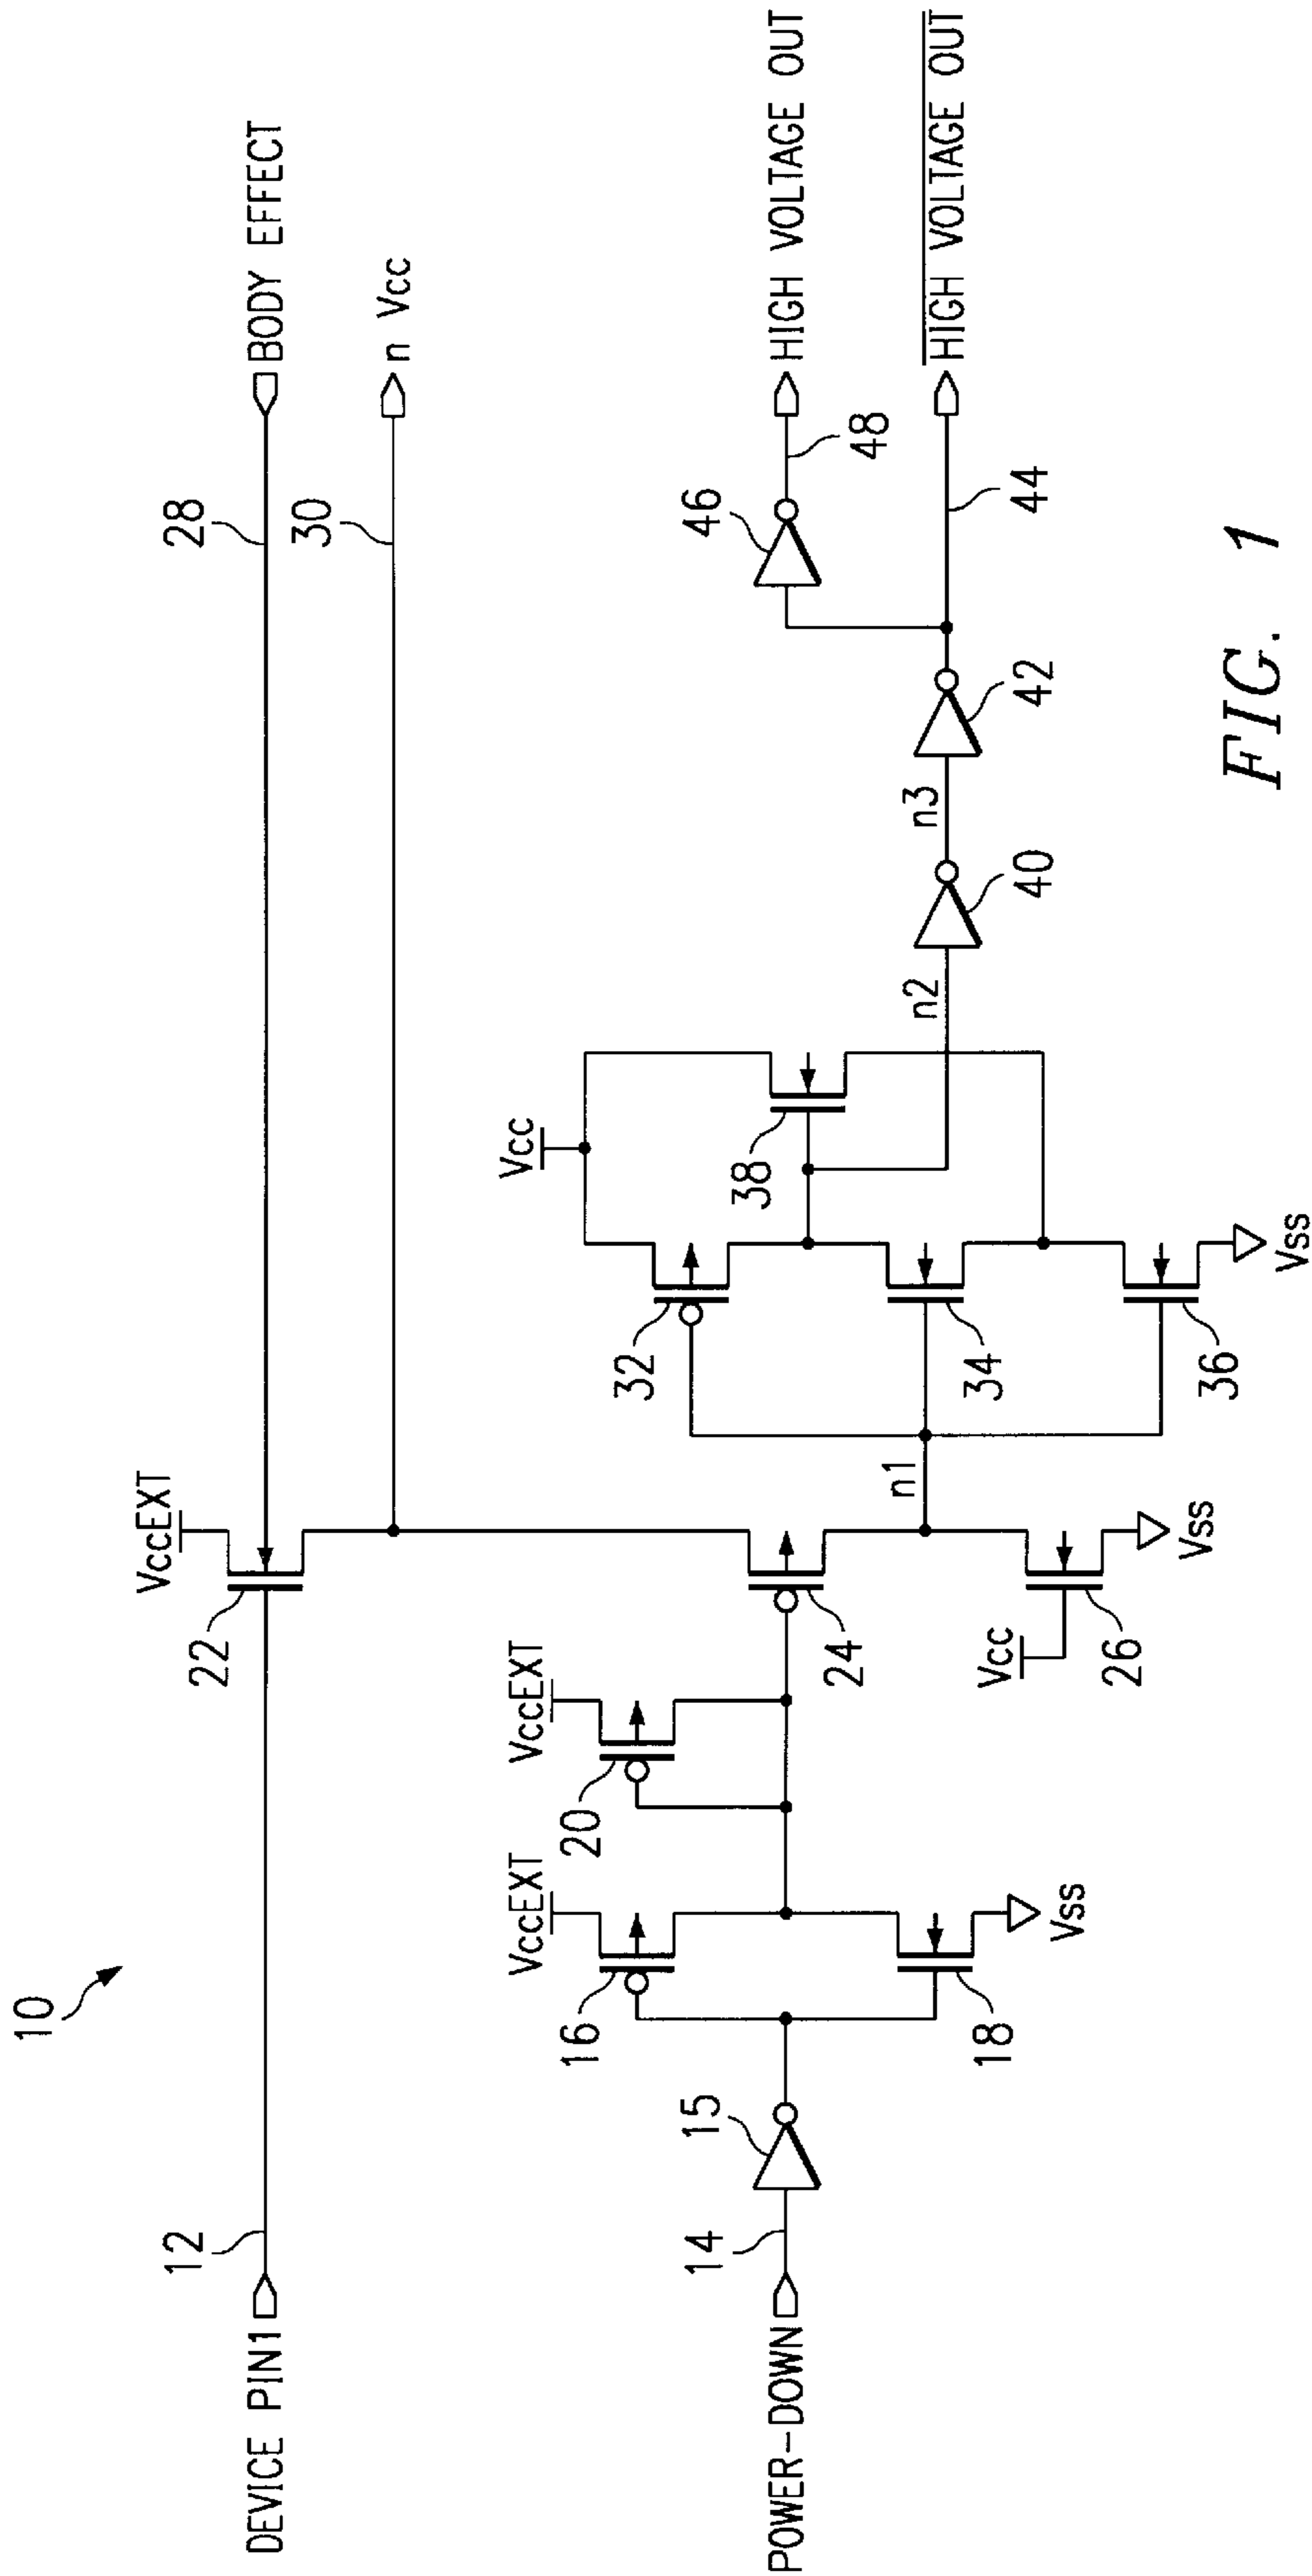 10
DEVICE PIN1
12
VccEXT
22
28
BODY EFFECT
30
n Vcc
POWER-DOWN
14
15
VccEXT
16
18
Vss
VccEXT
20
24
Vcc
26
Vss
n1
32
34
36
Vss
Vcc
38
n2
40
n3
42
46
48
HIGH VOLTAGE OUT
44
HIGH VOLTAGE OUT
FIG. 1